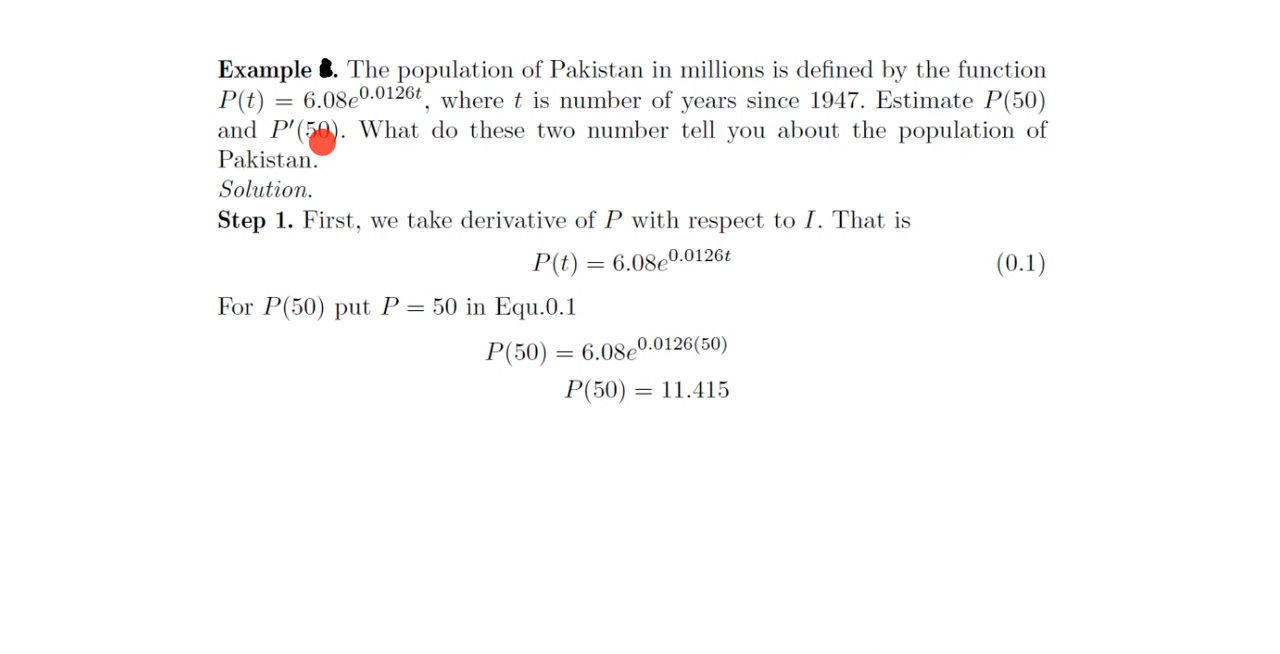 Example . The population of Pakistan in millions is defined by the function
P(t) = 6.08e^0.0126t, where t is number of years since 1947. Estimate P(50)
and P′(50). What do these two number tell you about the population of
Pakistan.
Solution.
Step 1. First, we take derivative of P with respect to I. That is
P(t) = 6.08e^0.0126t (0.1)
For P(50) put P = 50 in Equ.0.1
P(50) = 6.08e^0.0126(50)
P(50) = 11.415